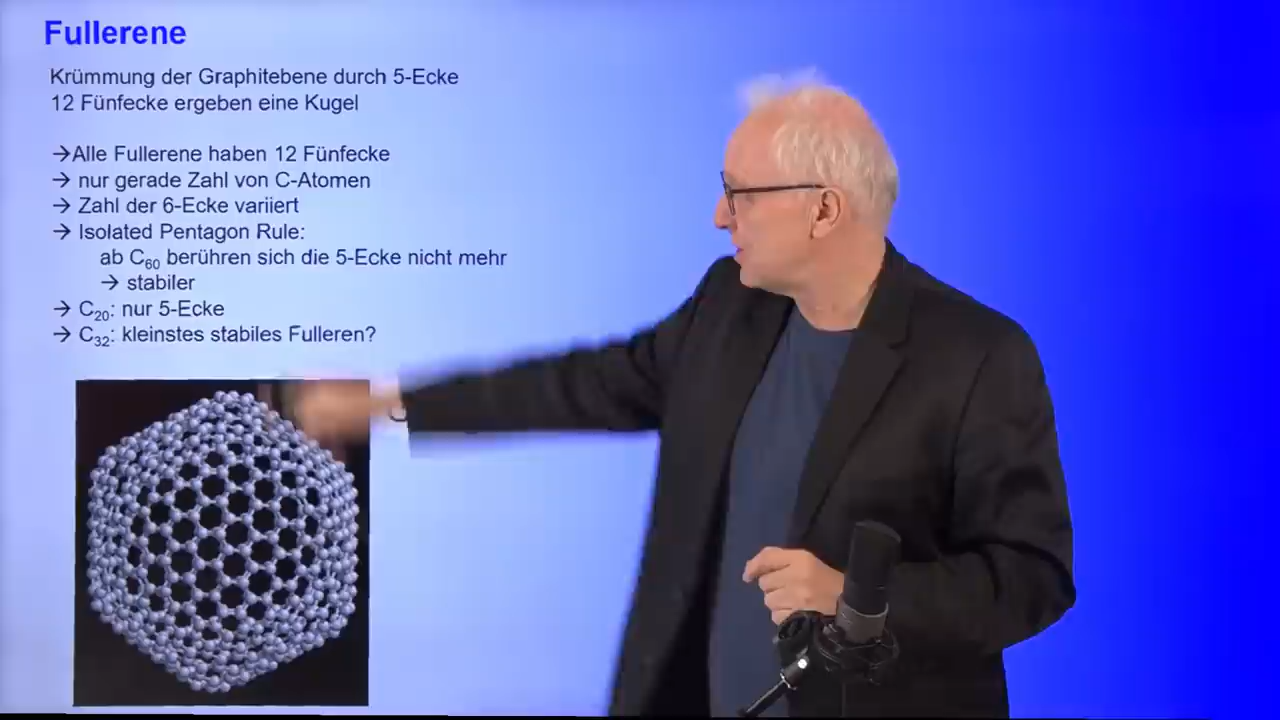 Fullerene
Krümmung der Graphitebene durch 5-Ecke
12 Fünfecke ergeben eine Kugel
→Alle Fullerene haben 12 Fünfecke
→ nur gerade Zahl von C-Atomen
→ Zahl der 6-Ecke variiert
→ Isolated Pentagon Rule:
ab C₆₀ berühren sich die 5-Ecke nicht mehr
→ stabiler
→ C₂₀: nur 5-Ecke
→ C₃₂: kleinstes stabiles Fulleren?